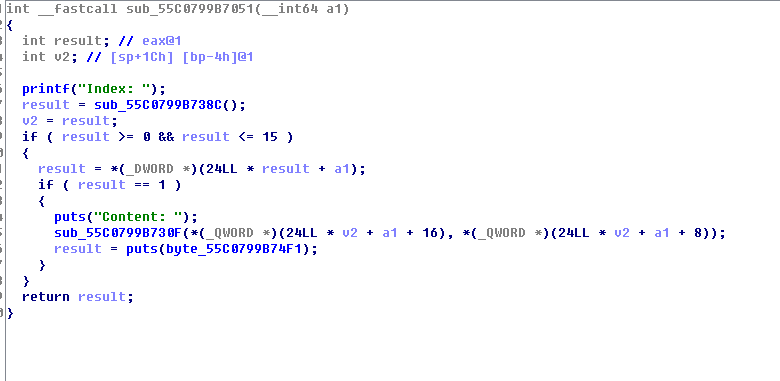 int __fastcall sub_55C0799B7051(__int64 a1)
{
  int result; // eax@1
  int v2; // [sp+1Ch] [bp-4h]@1

  printf("Index: ");
  result = sub_55C0799B738C();
  v2 = result;
  if ( result >= 0 && result <= 15 )
  {
    result = *(_DWORD *)(24LL * result + a1);
    if ( result == 1 )
    {
      puts("Content: ");
      sub_55C0799B730F(*(_QWORD *)(24LL * v2 + a1 + 16), *(_QWORD *)(24LL * v2 + a1 + 8));
      result = puts(byte_55C0799B74F1);
    }
  }
  return result;
}